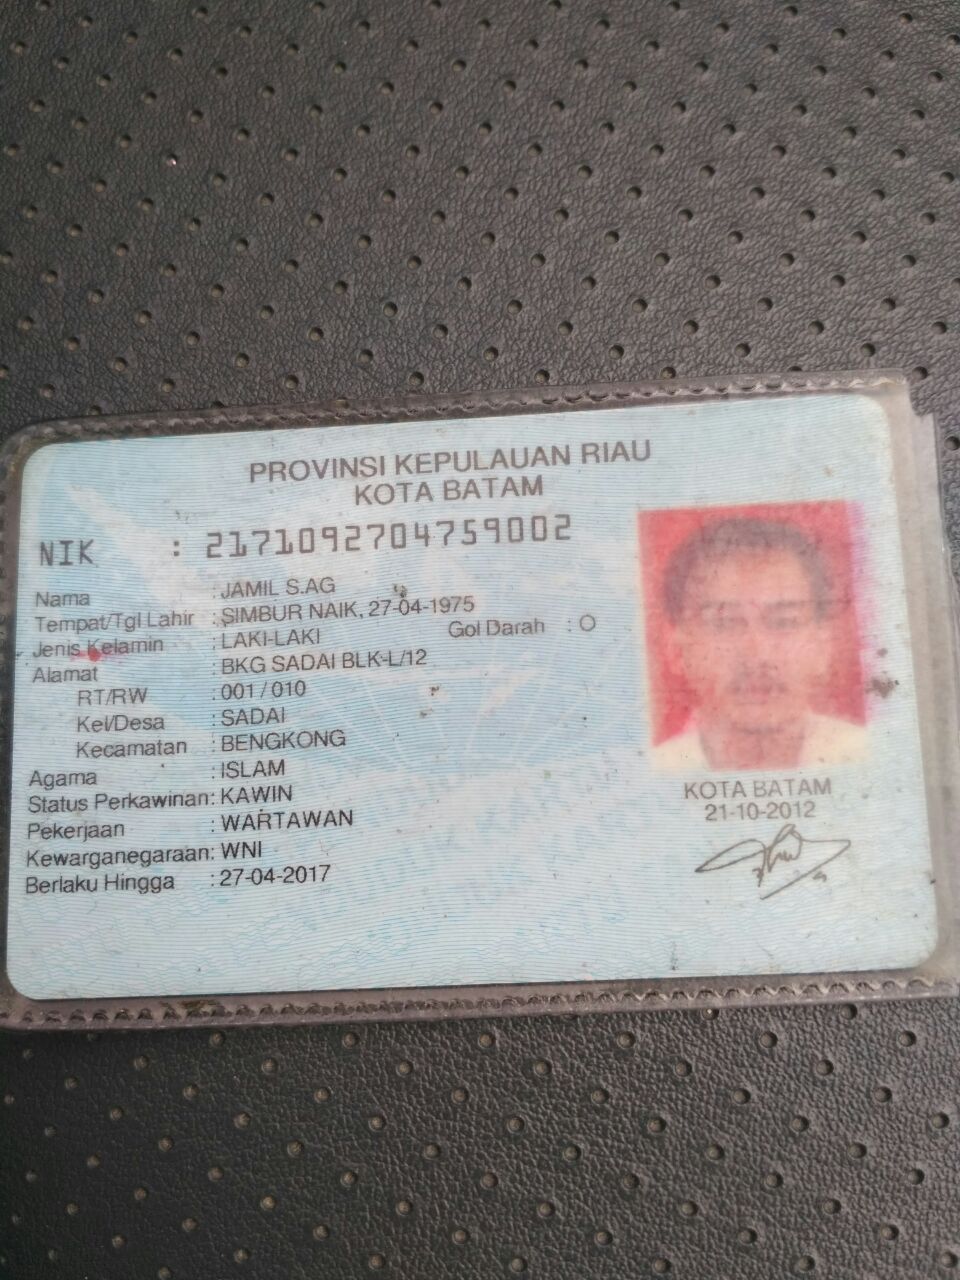 PROVINSI KEPULAUAN RIAU
KOTA BATAM
NIK : 2171092704759002
Nama : JAMIL S.AG
Tempat/Tgl Lahir : SIMBUR NAIK, 27-04-1975
Jenis Kelamin : LAKI-LAKI Gol Darah : O
Alamat : BKG SADAI BLK-L/12
RT/RW : 001 / 010
Kel/Desa : SADAI
Kecamatan : BENGKONG
Agama : ISLAM
Status Perkawinan: KAWIN
Pekerjaan : WARTAWAN
Kewarganegaraan: WNI
Berlaku Hingga : 27-04-2017
KOTA BATAM
21-10-2012